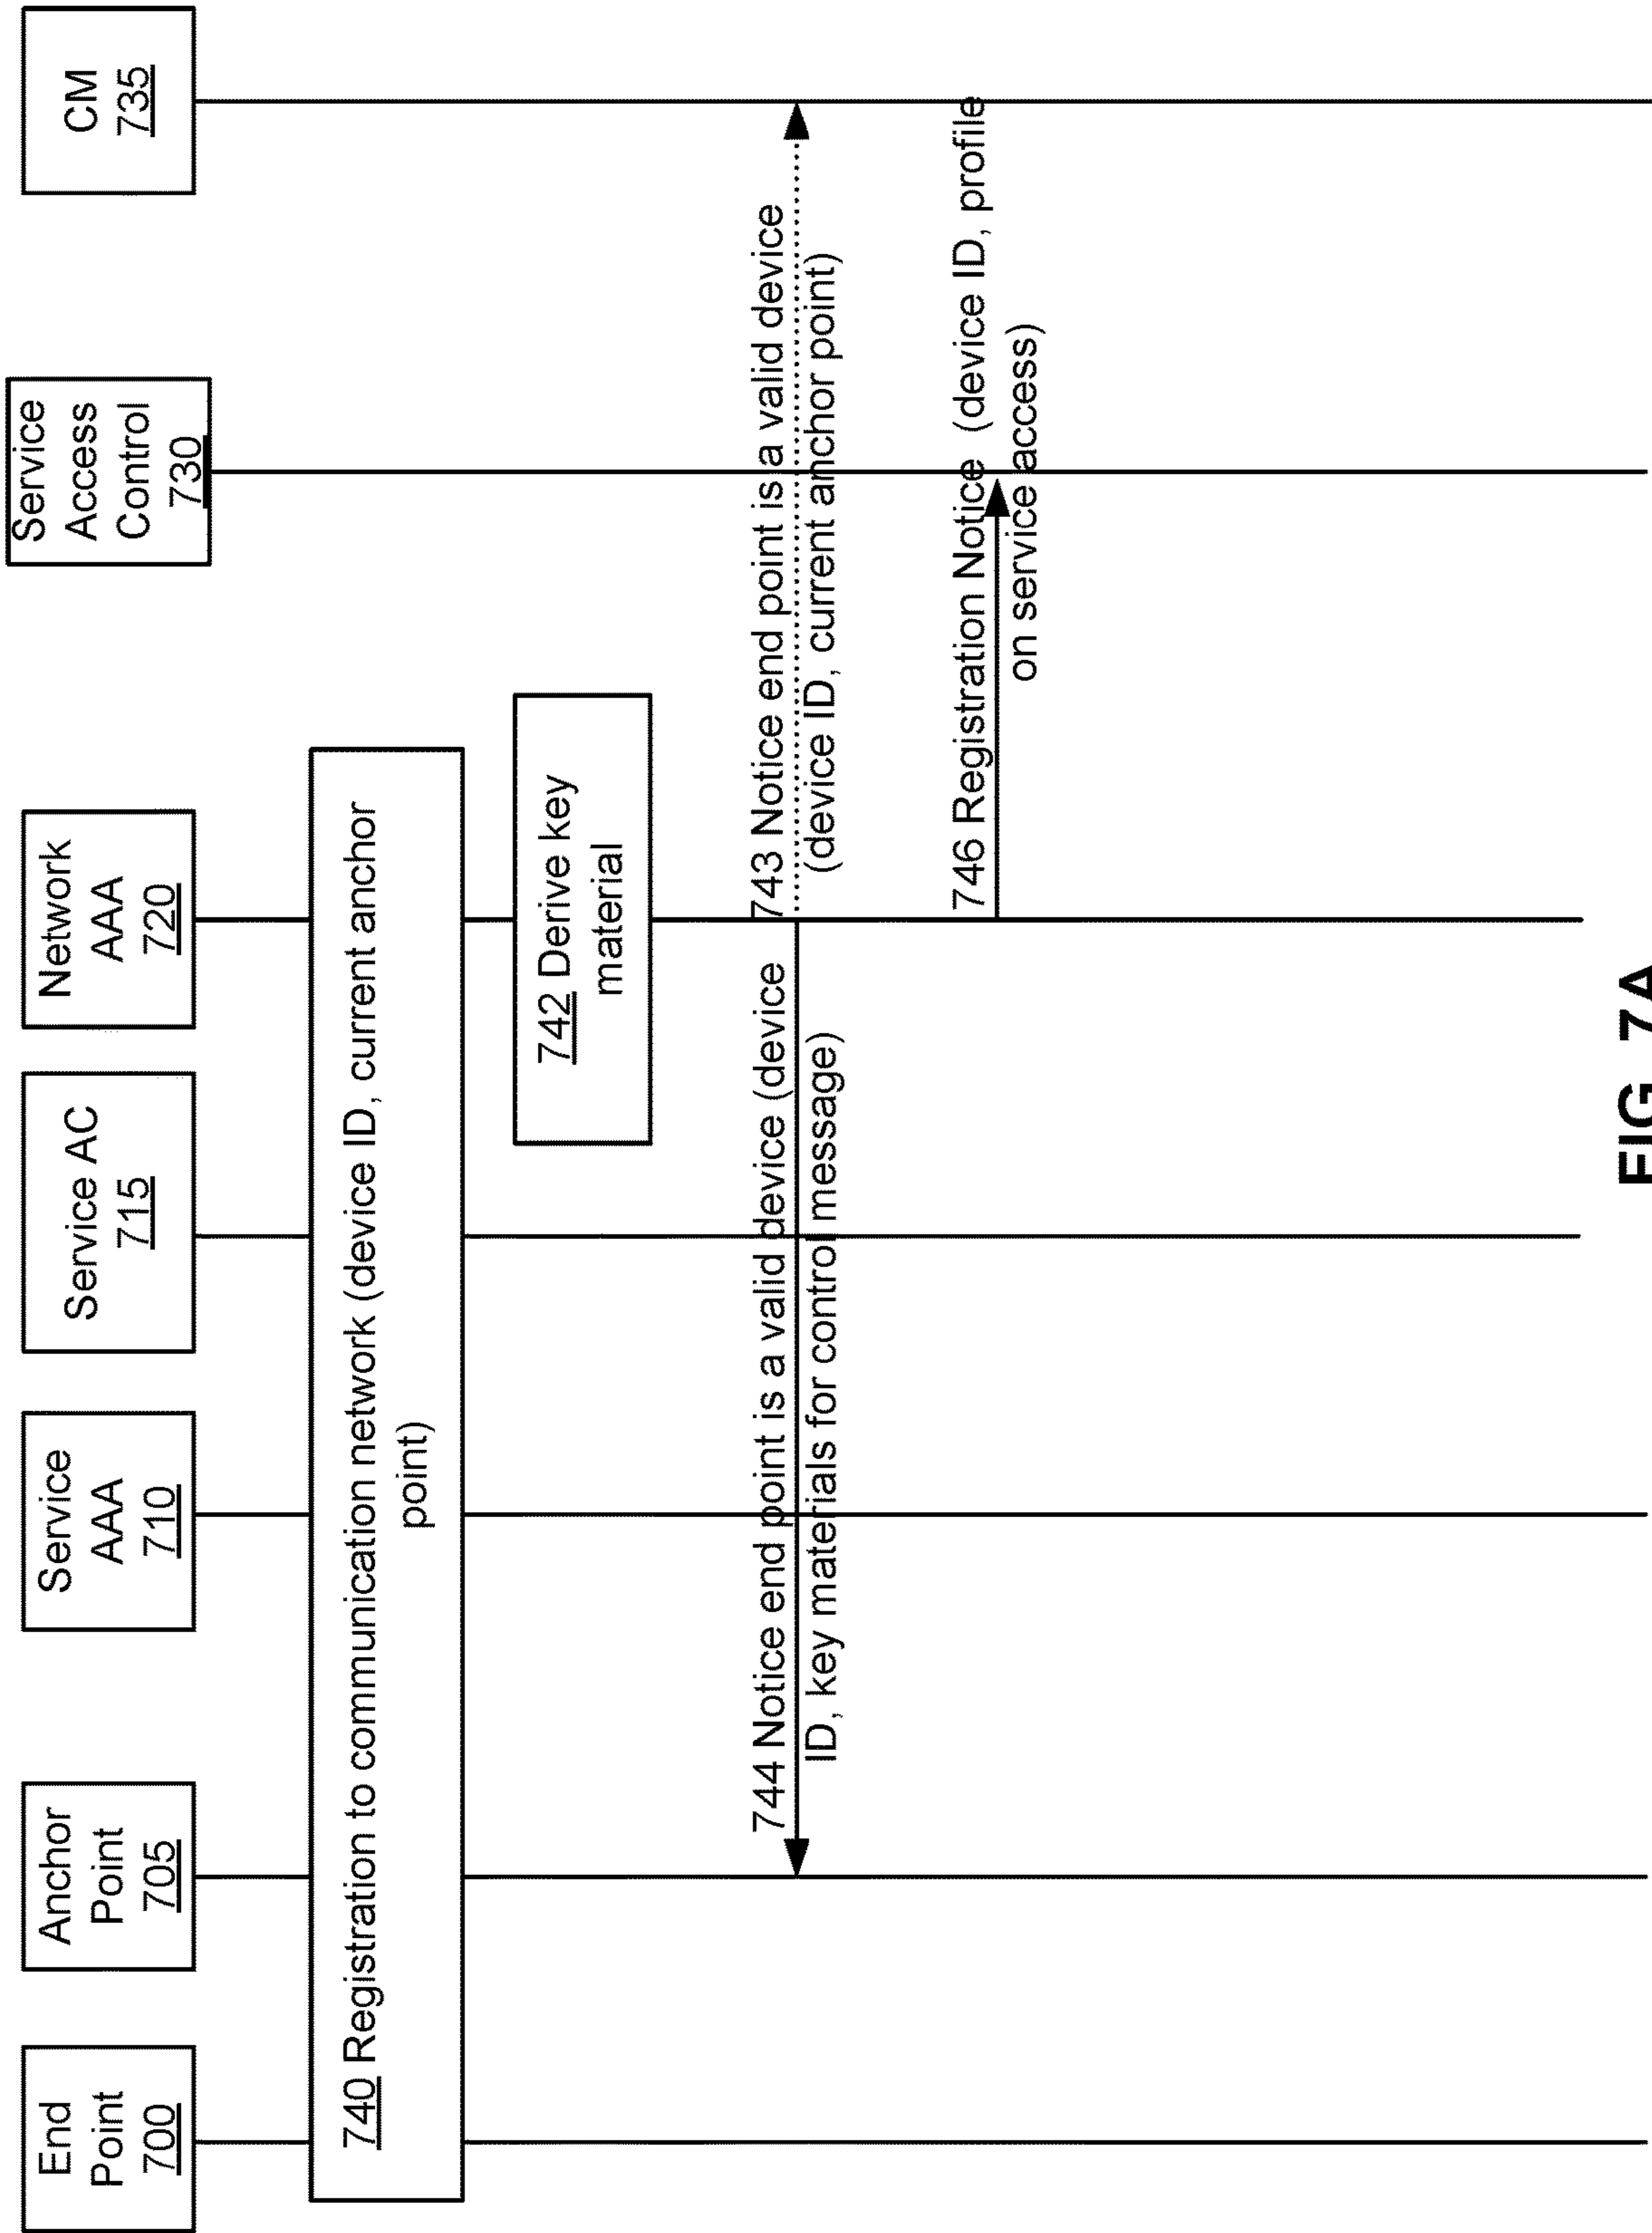 End
Point
700
Anchor
Point
705
Service
AAA
710
Service AC
715
Network
AAA
720
Service
Access
Control
730
CM
735
740 Registration to communication network (device ID, current anchor
point)
742 Derive key
material
743 Notice end point is a valid device
(device ID, current anchor point)
744 Notice end point is a valid device (device
ID, key materials for control message)
746 Registration Notice (device ID, profile
on service access)
FIG. 7A